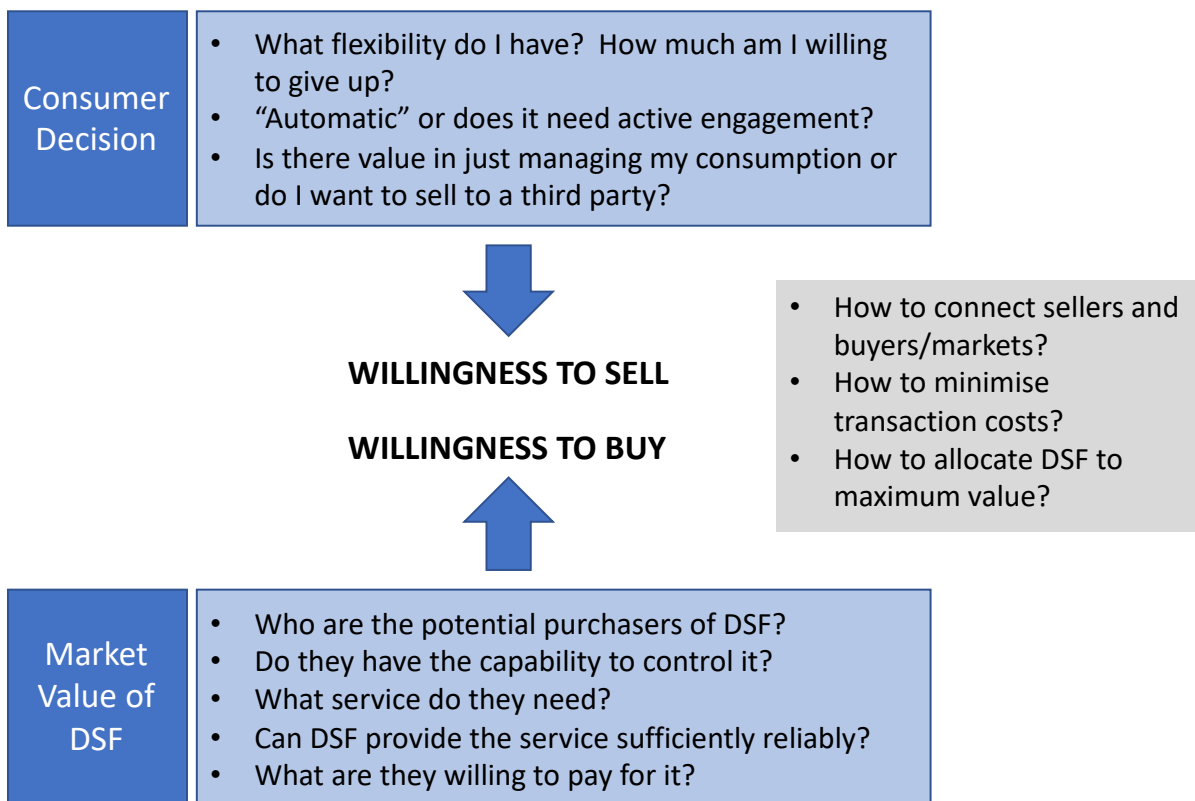 Consumer
Decision
• What flexibility do I have?  How much am I willing
to give up?
• “Automatic” or does it need active engagement?
• Is there value in just managing my consumption or
do I want to sell to a third party?
WILLINGNESS TO SELL
WILLINGNESS TO BUY
• How to connect sellers and
buyers/markets?
• How to minimise
transaction costs?
• How to allocate DSF to
maximum value?
Market
Value of
DSF
• Who are the potential purchasers of DSF?
• Do they have the capability to control it?
• What service do they need?
• Can DSF provide the service sufficiently reliably?
• What are they willing to pay for it?